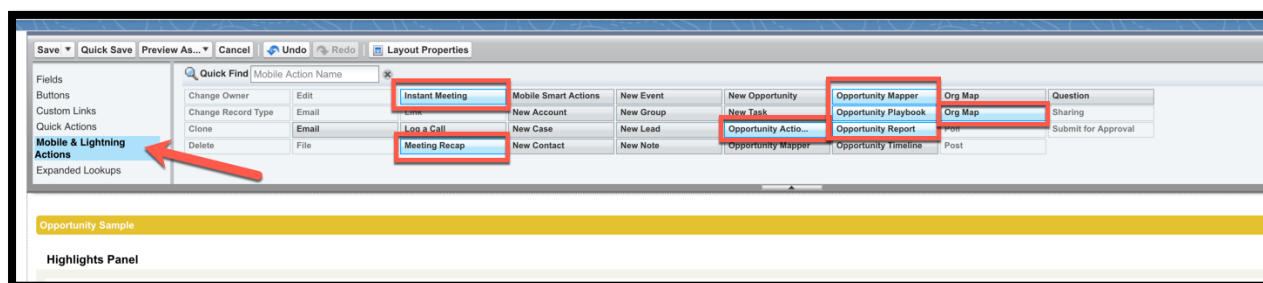 Save Quick Save Preview As... Cancel Undo Redo Layout Properties
Fields
Buttons
Custom Links
Quick Actions
Mobile & Lightning
Actions
Expanded Lookups
Quick Find Mobile Action Name
Change Owner Edit Instant Meeting Mobile Smart Actions New Event New Opportunity Opportunity Mapper Org Map Question
Change Record Type Email Link New Account New Group New Task Opportunity Playbook Org Map Sharing
Clone Email Log a Call New Case New Lead Opportunity Actio... Opportunity Report Poll Submit for Approval
Delete File Meeting Recap New Contact New Note Opportunity Mapper Opportunity Timeline Post
Opportunity Sample
Highlights Panel